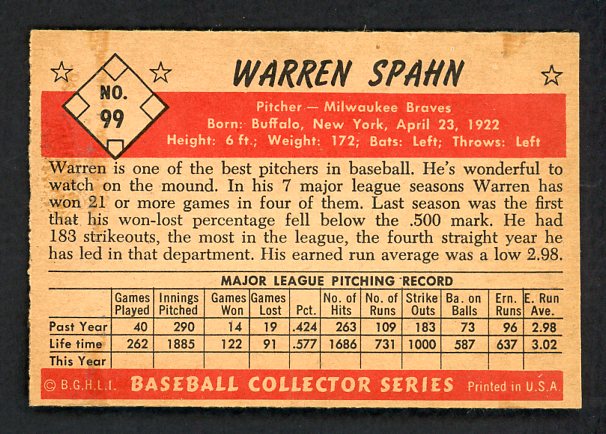 WARREN SPAHN
NO.
99
Pitcher — Milwaukee Braves
Born: Buffalo, New York, April 23, 1922
Height: 6 ft.; Weight: 172; Bats: Left; Throws: Left
Warren is one of the best pitchers in baseball. He's wonderful to
watch on the mound. In his 7 major league seasons Warren has
won 21 or more games in four of them. Last season was the first
that his won-lost percentage fell below the .500 mark. He had
183 strikeouts, the most in the league, the fourth straight year he
has led in that department. His earned run average was a low 2.98.
MAJOR LEAGUE PITCHING RECORD
Games Innings Games Games No. of No. of Strike Ba. on Ern. E. Run
Played Pitched Won Lost Pct. Hits Runs Outs Balls Runs Ave.
Past Year 40 290 14 19 .424 263 109 183 73 96 2.98
Life time 262 1885 122 91 .577 1686 731 1000 587 637 3.02
This Year
© B.G.H.L.I. BASEBALL COLLECTOR SERIES Printed in U.S.A.